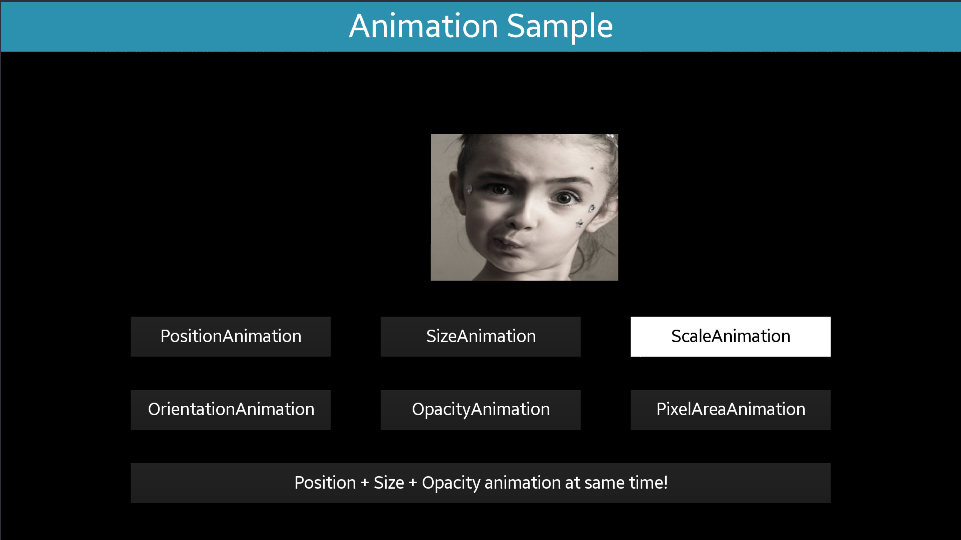 Animation Sample
PositionAnimation
SizeAnimation
ScaleAnimation
OrientationAnimation
OpacityAnimation
PixelAreaAnimation
Position + Size + Opacity animation at same time!